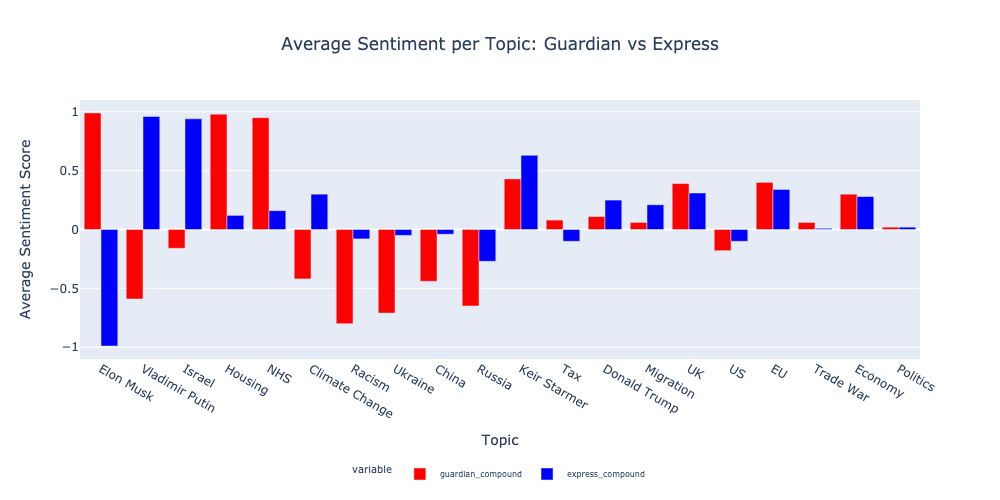 Average Sentiment per Topic: Guardian vs Express
Average Sentiment Score
1
0.5
0
−0.5
−1
Elon Musk
Vladimir Putin
Israel
Housing
NHS
Climate Change
Racism
Ukraine
China
Russia
Keir Starmer
Tax
Donald Trump
Migration
UK
US
EU
Trade War
Economy
Politics
Topic
variable
guardian_compound
express_compound